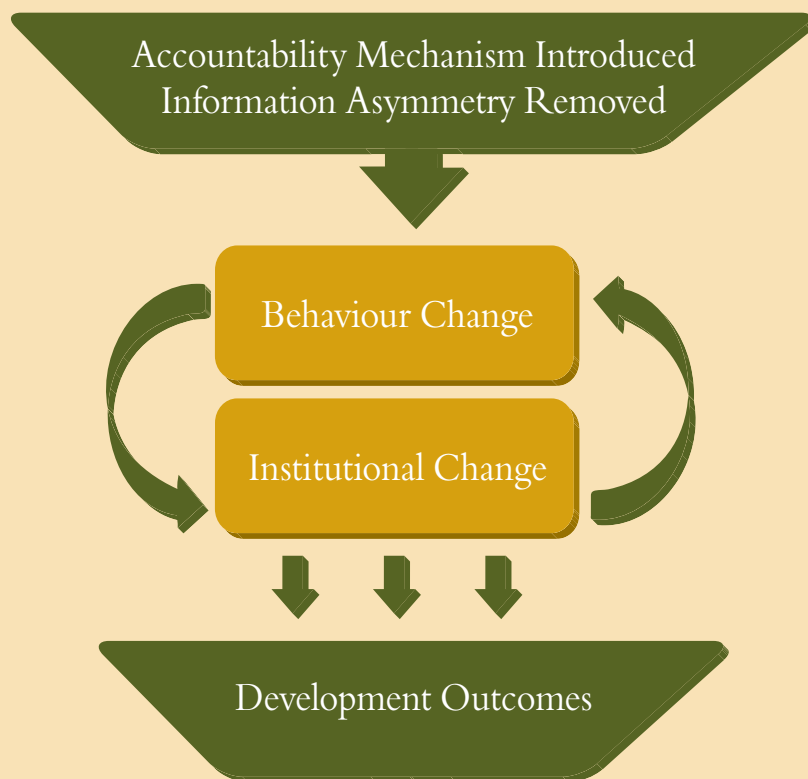 Accountability Mechanism Introduced
Information Asymmetry Removed
Behaviour Change
Institutional Change
Development Outcomes